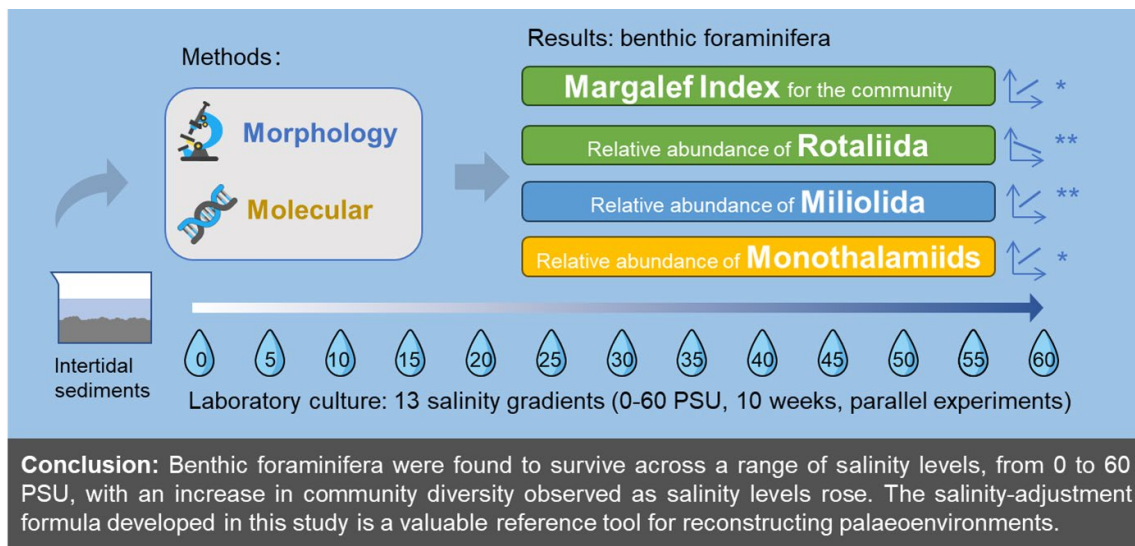 Methods:
Morphology
Molecular
Results: benthic foraminifera
Margalef Index for the community
*
Relative abundance of Rotaliida
**
Relative abundance of Miliolida
**
Relative abundance of Monothalamiids
*
Intertidal
sediments
0 5 10 15 20 25 30 35 40 45 50 55 60
Laboratory culture: 13 salinity gradients (0-60 PSU, 10 weeks, parallel experiments)
Conclusion: Benthic foraminifera were found to survive across a range of salinity levels, from 0 to 60
PSU, with an increase in community diversity observed as salinity levels rose. The salinity-adjustment
formula developed in this study is a valuable reference tool for reconstructing palaeoenvironments.